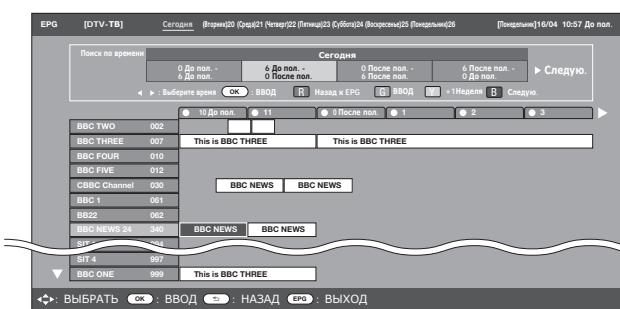 EPG [DTV-TB] Сегодня (Вторник)20 (Среда)21 (Четверг)22 (Пятница)23 (Суббота)24 (Воскресенье)25 (Понедельник)26 [Понедельник]16/04 10:57 До пол.
Поиск по времени Сегодня
0 До пол. - 6 До пол. - 0 После пол. - 6 После пол. - ▶ Следую.
6 До пол. 0 После пол. 6 После пол. 0 До пол.
◀ ▶ : Выберите время OK : ВВОД R Назад к EPG G ВВОД Y +1Неделя B Следую.
10 До пол. 11 0 После пол. 1 2 3
BBC TWO 002
BBC THREE 007 This is BBC THREE This is BBC THREE
BBC FOUR 010
BBC FIVE 012
CBBC Channel 030 BBC NEWS BBC NEWS
BBC 1 061
BB22 062
BBC NEWS 24 340 BBC NEWS BBC NEWS
SIT 4 997
BBC ONE 999 This is BBC THREE
: ВЫБРАТЬ OK : ВВОД : НАЗАД EPG : ВЫХОД